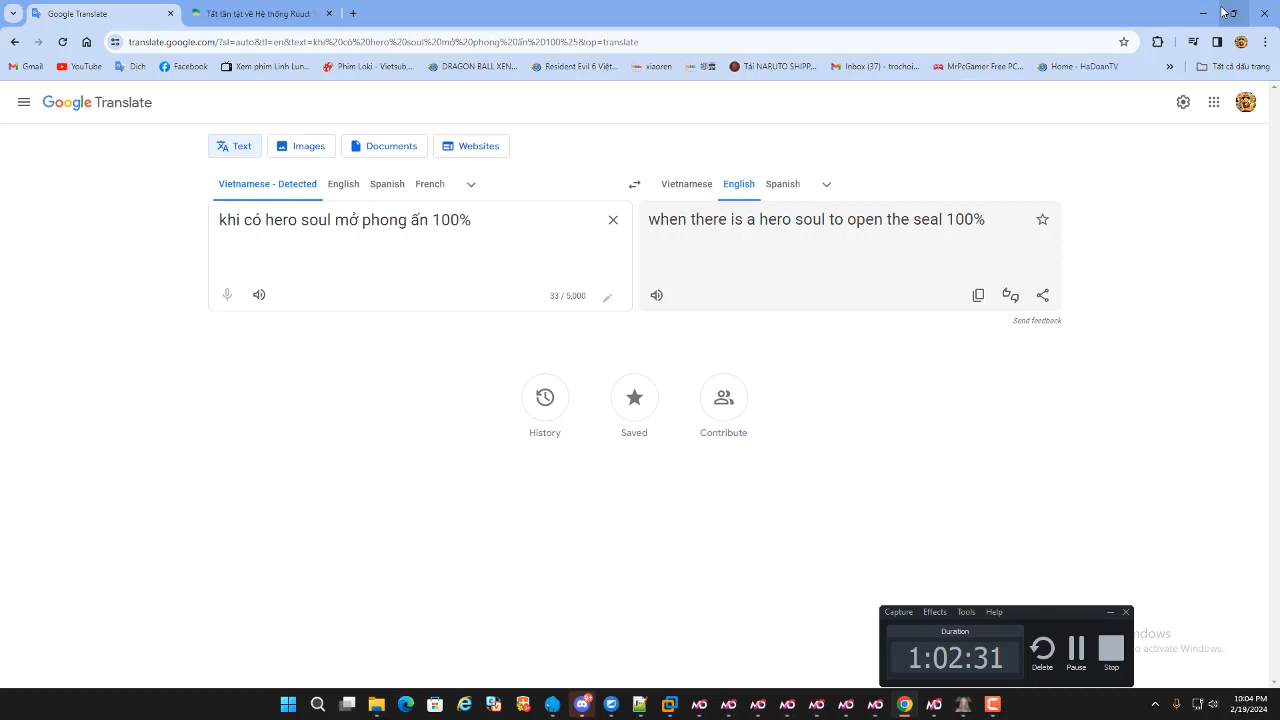 Google Translate
Tất tần tật về Hệ thống Ruud:
translate.google.com/?sl=auto&tl=en&text=khi%20có%20hero%20soul%20mở%20phong%20ấn%20100%25&op=translate
Gmail
YouTube
Dịch
Facebook
Xem phim Linh Lun...
Phim Loki - Vietsub,...
DRAGON BALL XEN...
Resident Evil 6 Việt...
xiaoren
Tải NARUTO SHIPP...
Inbox (37) - trochoi...
MrPcGamer Free PC...
Home - HaDoanTV
»
Tất cả dấu trang
Google Translate
Text
Images
Documents
Websites
Vietnamese - Detected
English
Spanish
French
Vietnamese
English
Spanish
khi có hero soul mở phong ấn 100%
when there is a hero soul to open the seal 100%
33 / 5,000
Send feedback
History
Saved
Contribute
Capture
Effects
Tools
Help
Duration
1:02:31
Delete
Pause
Stop
ndows
o activate Windows.
10:04 PM
2/19/2024